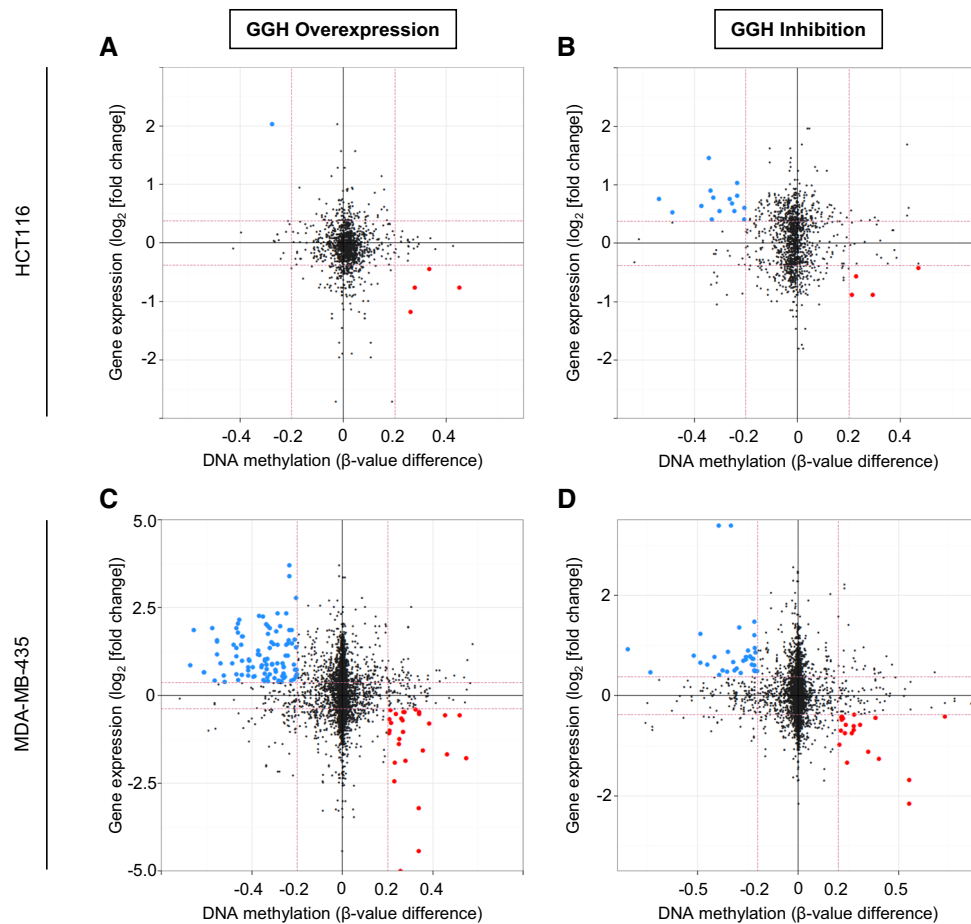 GGH Overexpression
GGH Inhibition
A
B
HCT116
Gene expression (log2 [fold change])
2
1
0
-1
-2
-0.4
-0.2
0
0.2
0.4
DNA methylation (β-value difference)
Gene expression (log2 [fold change])
2
1
0
-1
-2
-0.4
-0.2
0
0.2
0.4
DNA methylation (β-value difference)
C
D
MDA-MB-435
Gene expression (log2 [fold change])
5.0
2.5
0
-2.5
-5.0
-0.4
-0.2
0
0.2
0.4
DNA methylation (β-value difference)
Gene expression (log2 [fold change])
2
0
-2
-0.5
-0.2
0
0.2
0.5
DNA methylation (β-value difference)